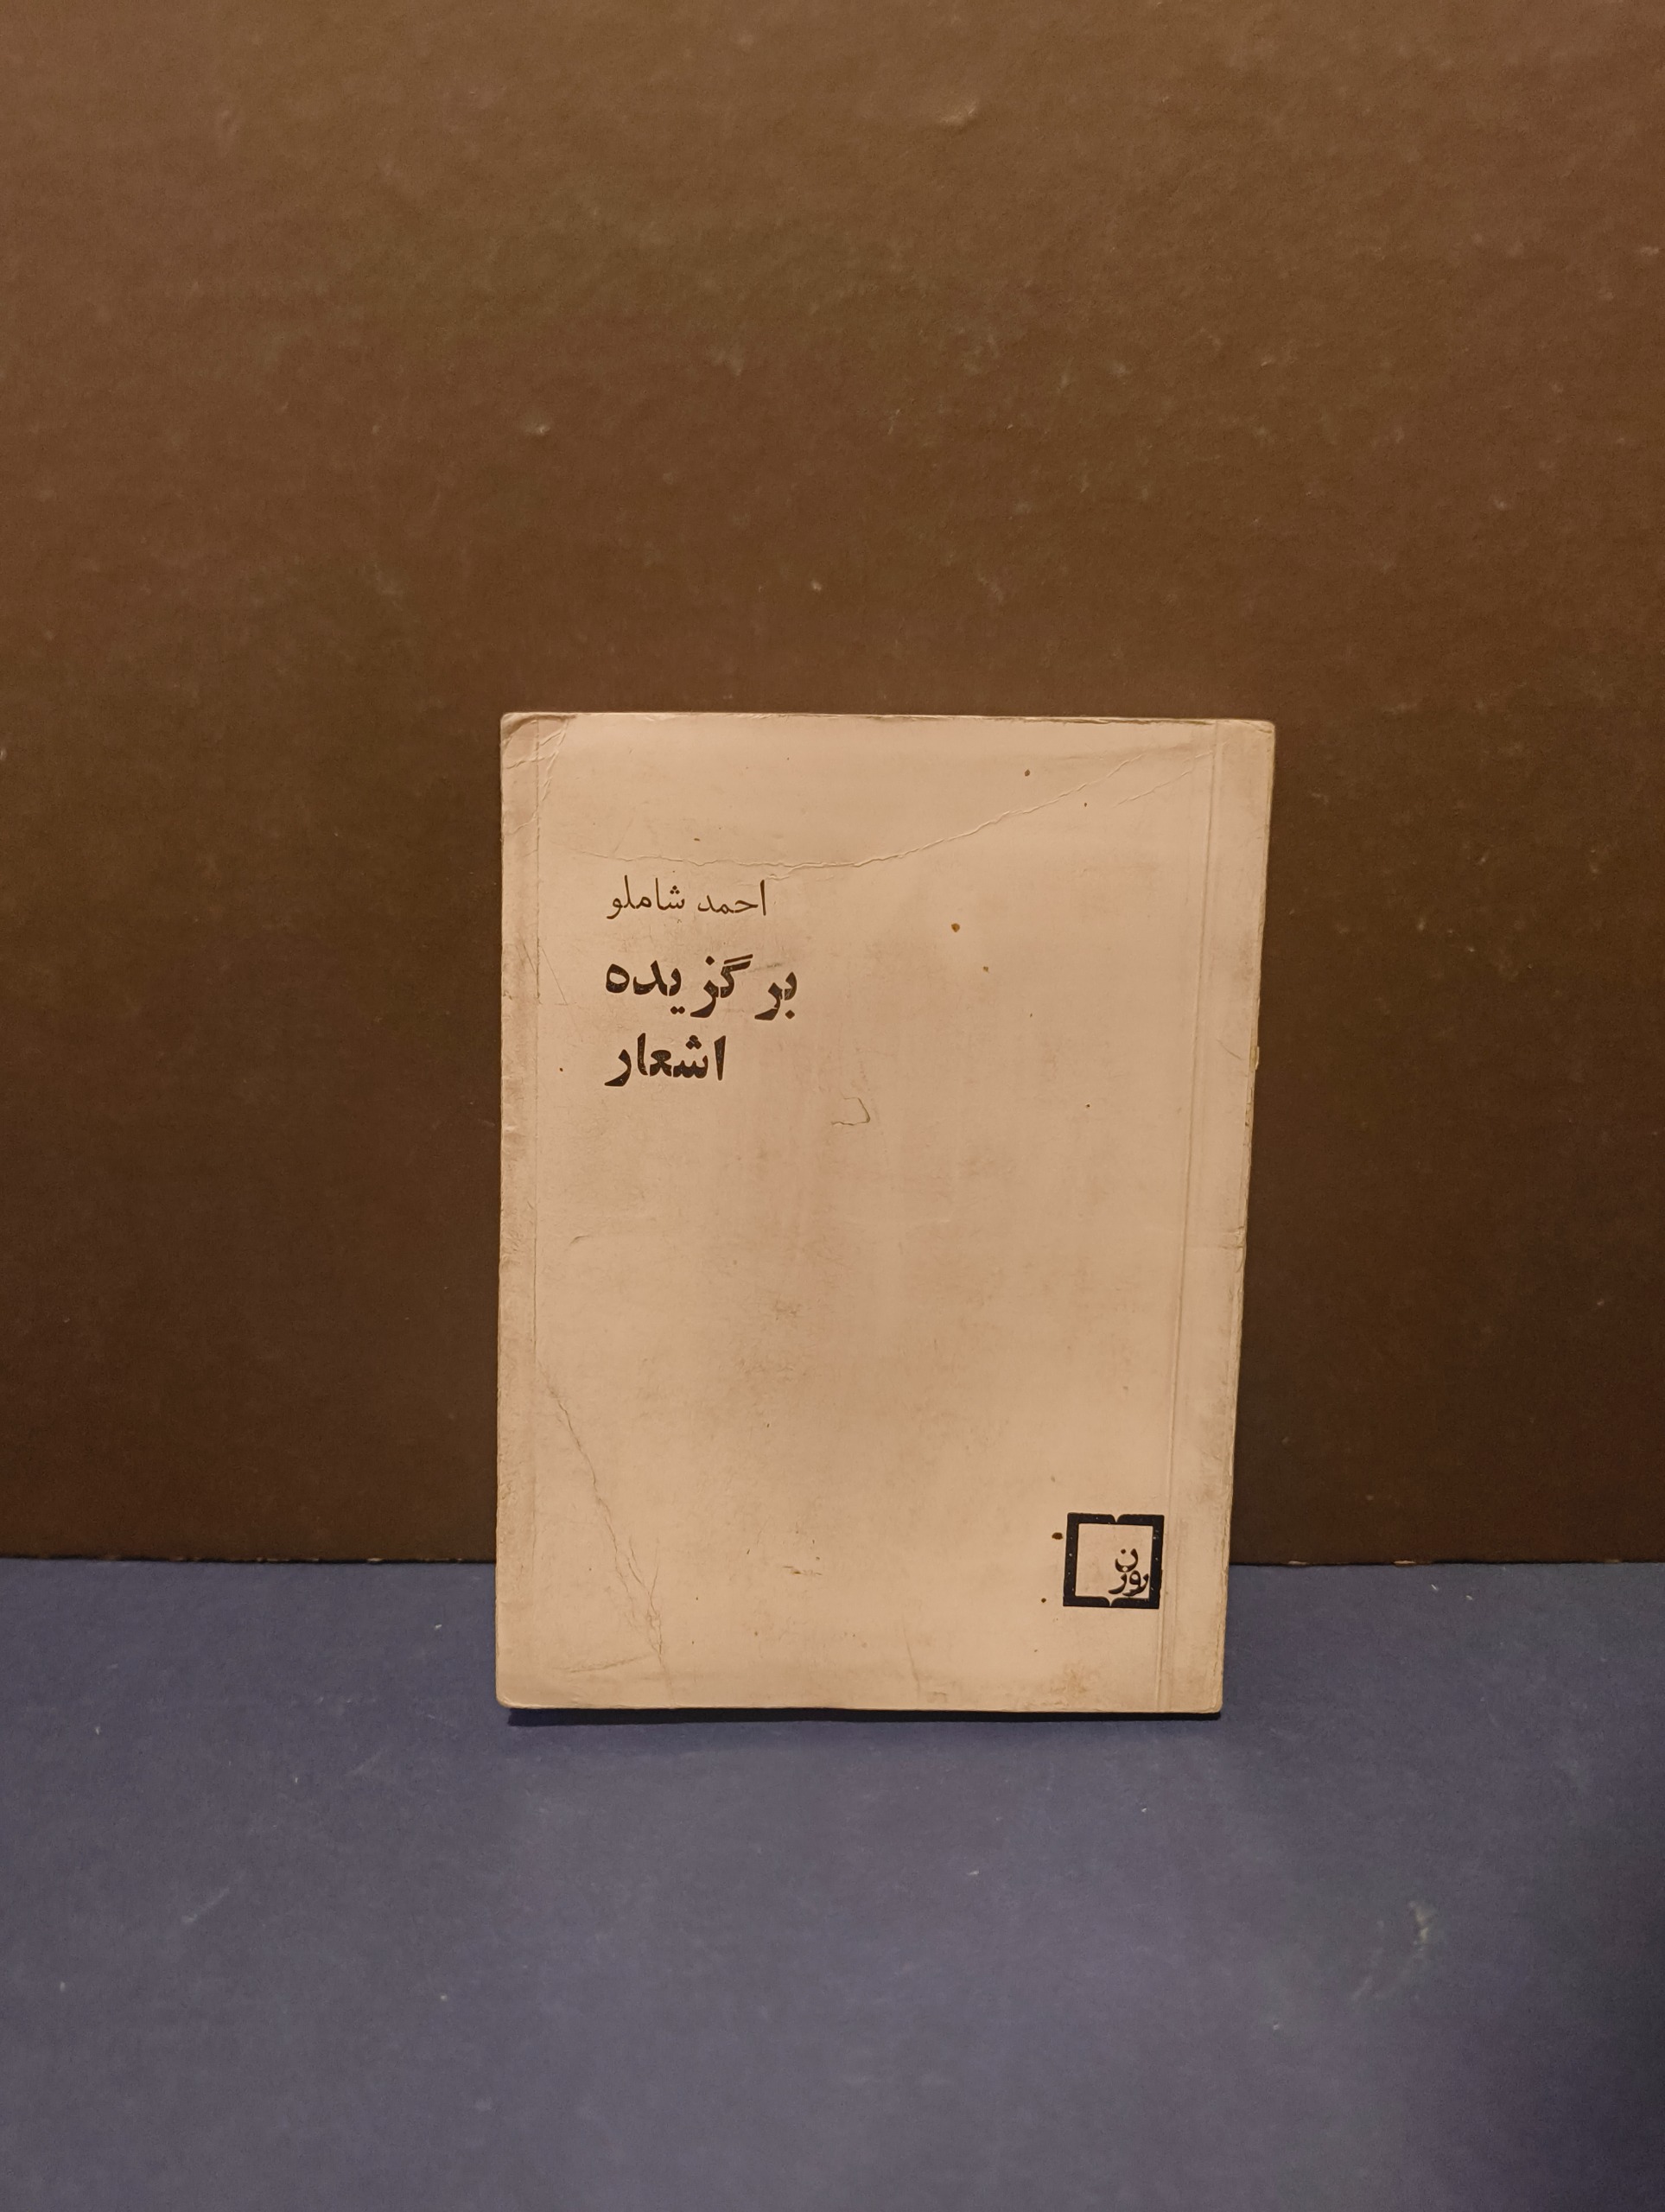 احمد شاملو
برگزیده
اشعار
روزن